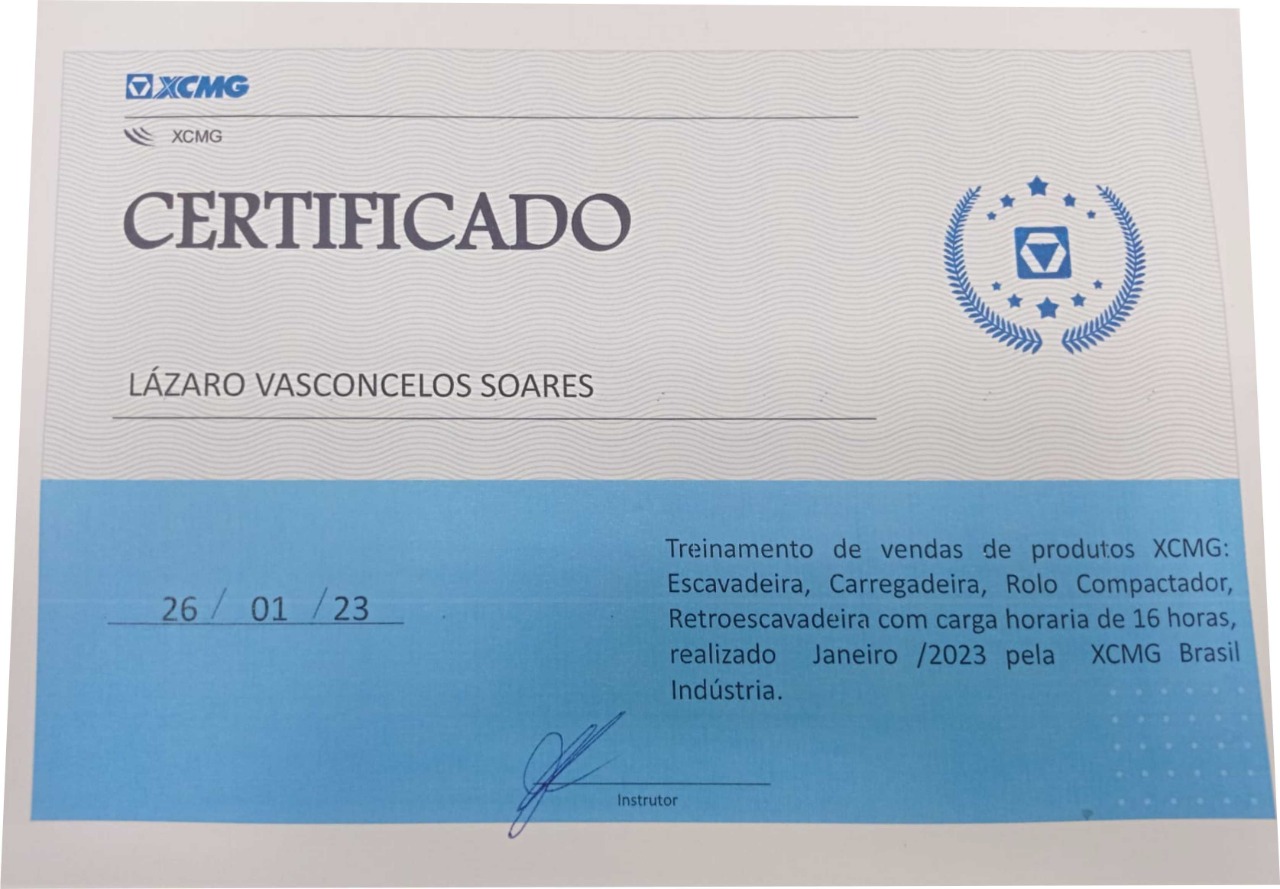 XCMG
XCMG
CERTIFICADO
LÁZARO VASCONCELOS SOARES
26 / 01 / 23
Treinamento de vendas de produtos XCMG:
Escavadeira, Carregadeira, Rolo Compactador,
Retroescavadeira com carga horaria de 16 horas,
realizado Janeiro /2023 pela XCMG Brasil
Indústria.
Instrutor